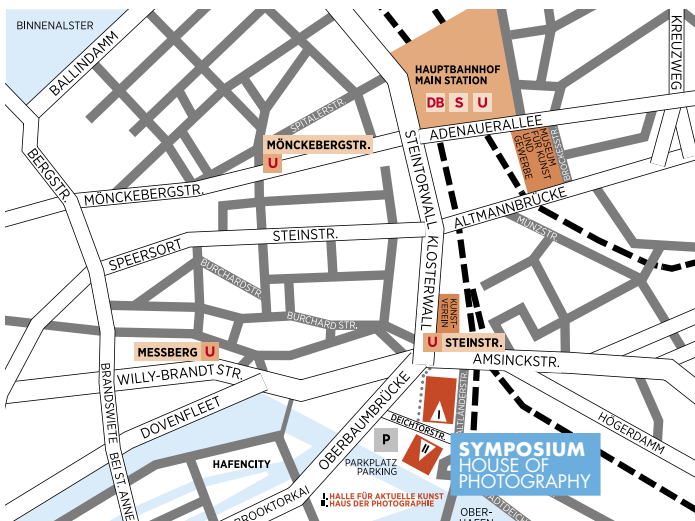 BINNENALSTER
BALLINDAMM
HAUPTBAHNHOF
MAIN STATION
DB S U
KREUZWEG
SPITALERSTR.
ADENAUERALLEE
MÖNCKEBERGSTR.
U
STEINTORWALL
MUSEUM
FÜR KUNST
UND
GEWERBE
BROCKESSTR.
BERGSTR.
MÖNCKEBERGSTR.
ALTMANNBRÜCKE
MÜNZSTR.
SPEERSORT
STEINSTR.
KLOSTERWALL
BURCHARDSTR.
BURCHARDSTR.
KUNST-
VEREIN
MESSBERG U
U STEINSTR.
AMSINCKSTR.
WILLY-BRANDT STR.
BRANDSWIETE
BEI ST. ANNEN
DOVENFLEET
OBERBAUMBRÜCKE
ALTLÄNDERSTR.
I
DEICHTORSTR.
HÖGERDAMM
P
II
PARKPLATZ
PARKING
SYMPOSIUM
HOUSE OF
PHOTOGRAPHY
HAFENCITY
I. HALLE FÜR AKTUELLE KUNST
II. HAUS DER PHOTOGRAPHIE
BROOKTORKAI
OBER-
HAFEN